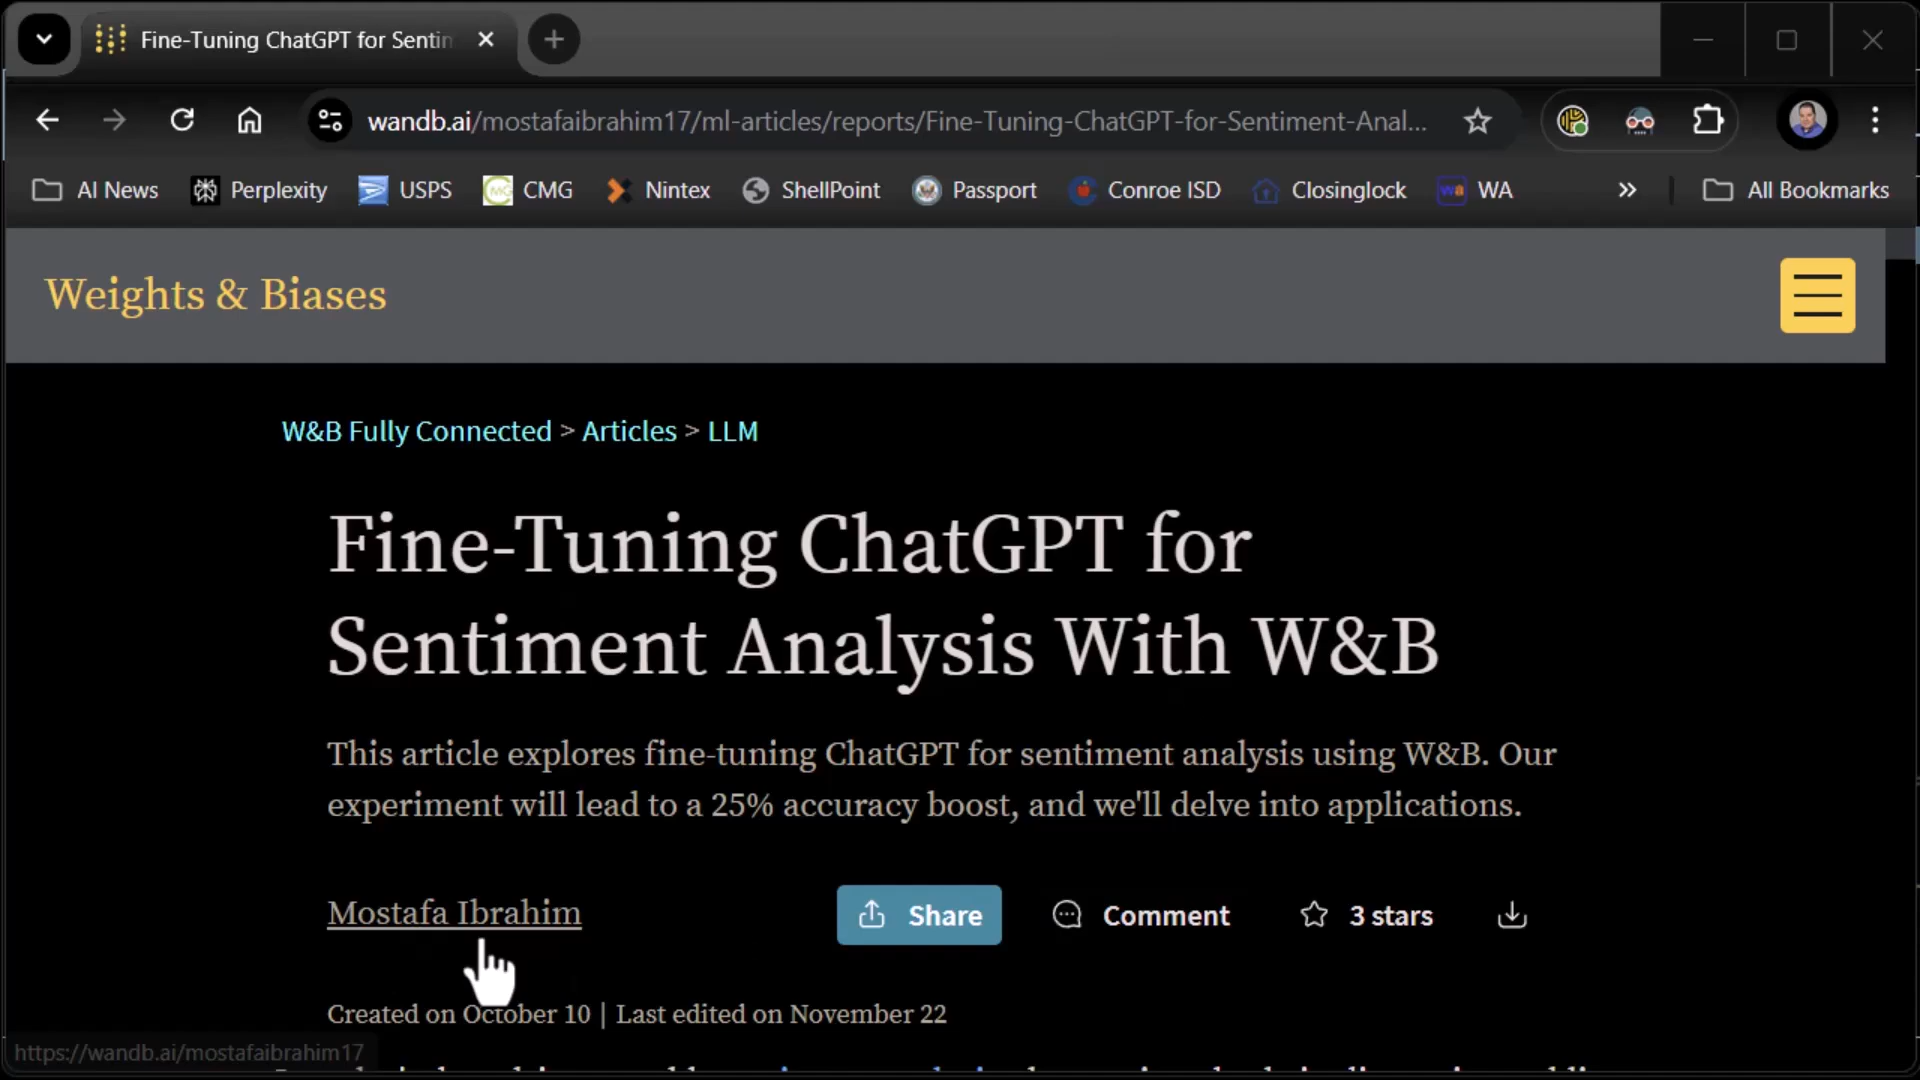 Fine-Tuning ChatGPT for Sentin
wandb.ai/mostafaibrahim17/ml-articles/reports/Fine-Tuning-ChatGPT-for-Sentiment-Anal...
AI News Perplexity USPS CMG Nintex ShellPoint Passport Conroe ISD Closinglock WA » All Bookmarks
Weights & Biases
W&B Fully Connected > Articles > LLM
Fine-Tuning ChatGPT for
Sentiment Analysis With W&B
This article explores fine-tuning ChatGPT for sentiment analysis using W&B. Our
experiment will lead to a 25% accuracy boost, and we'll delve into applications.
Mostafa Ibrahim Share Comment 3 stars
Created on October 10 | Last edited on November 22
https://wandb.ai/mostafaibrahim17